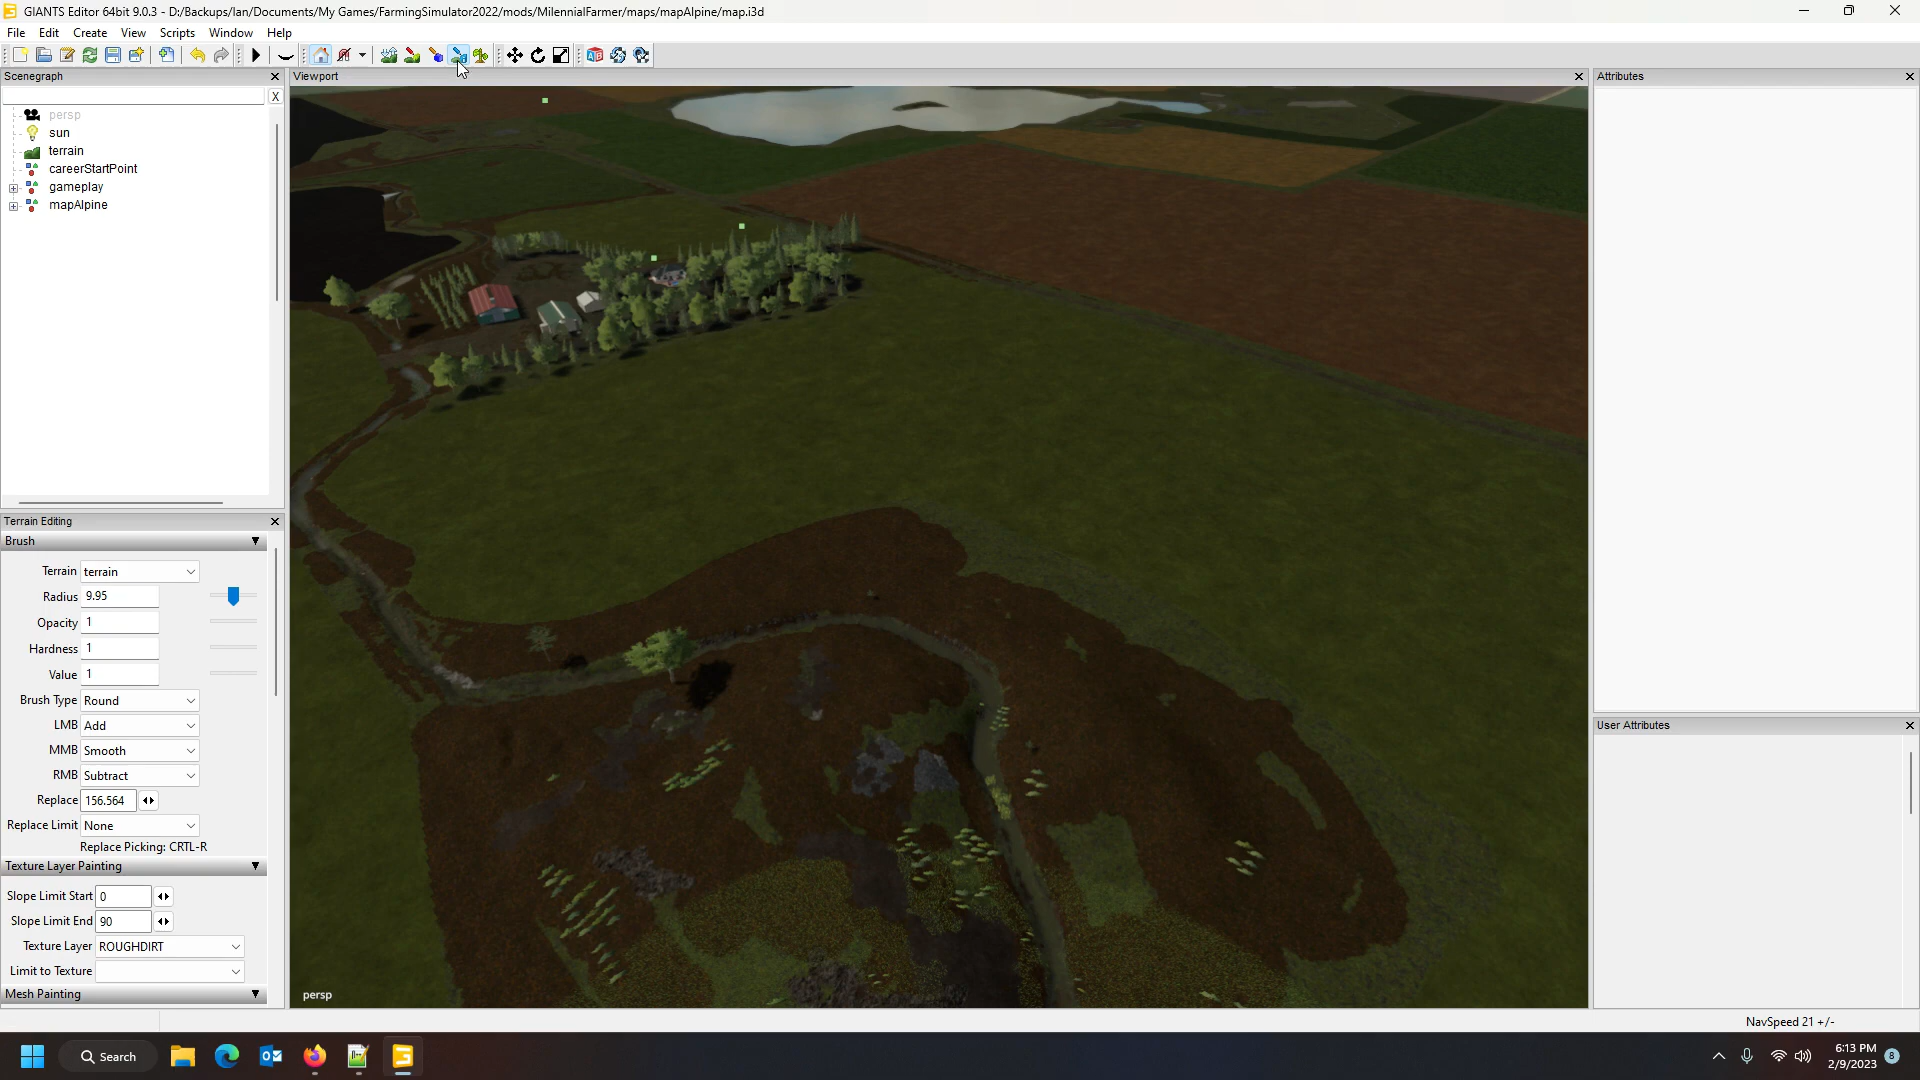 GIANTS Editor 64bit 9.0.3 - D:/Backups/Ian/Documents/My Games/FarmingSimulator2022/mods/MilennialFarmer/maps/mapAlpine/map.i3d
File Edit Create View Scripts Window Help
Scenegraph
X
persp
sun
terrain
careerStartPoint
gameplay
mapAlpine
Terrain Editing
Brush
Terrain terrain
Radius 9.95
Opacity 1
Hardness 1
Value 1
Brush Type Round
LMB Add
MMB Smooth
RMB Subtract
Replace 156.564
Replace Limit None
Replace Picking: CRTL-R
Texture Layer Painting
Slope Limit Start 0
Slope Limit End 90
Texture Layer ROUGHDIRT
Limit to Texture
Mesh Painting
Viewport
persp
Attributes
User Attributes
NavSpeed 21 +/-
Search
6:13 PM
2/9/2023
8